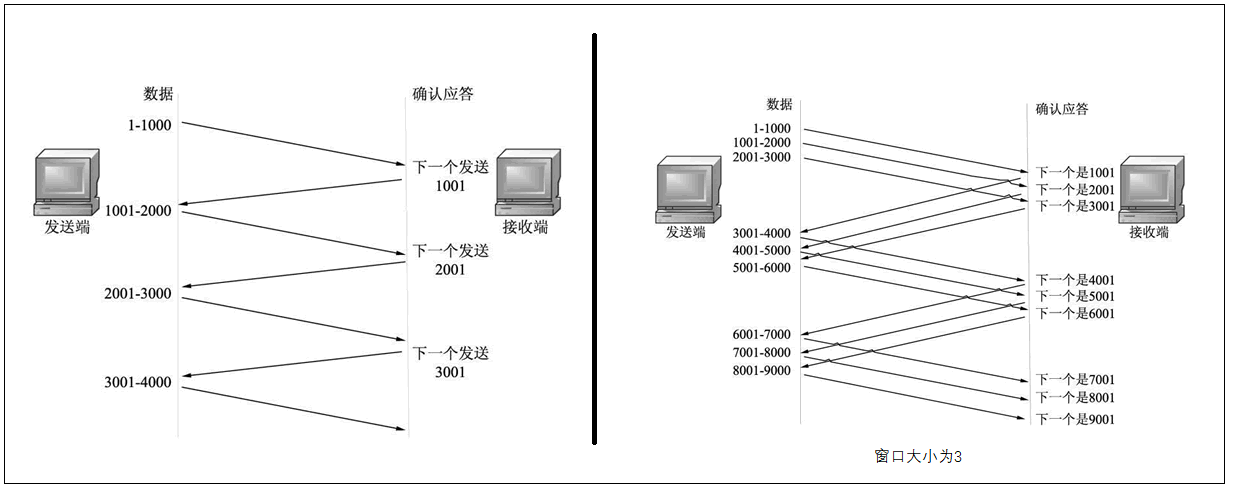 数据
确认应答
1-1000
下一个发送
1001
发送端
接收端
1001-2000
下一个发送
2001
2001-3000
下一个发送
3001
3001-4000
数据
确认应答
1-1000
1001-2000
2001-3000
下一个是1001
下一个是2001
下一个是3001
发送端
接收端
3001-4000
4001-5000
5001-6000
下一个是4001
下一个是5001
下一个是6001
6001-7000
7001-8000
8001-9000
下一个是7001
下一个是8001
下一个是9001
窗口大小为3